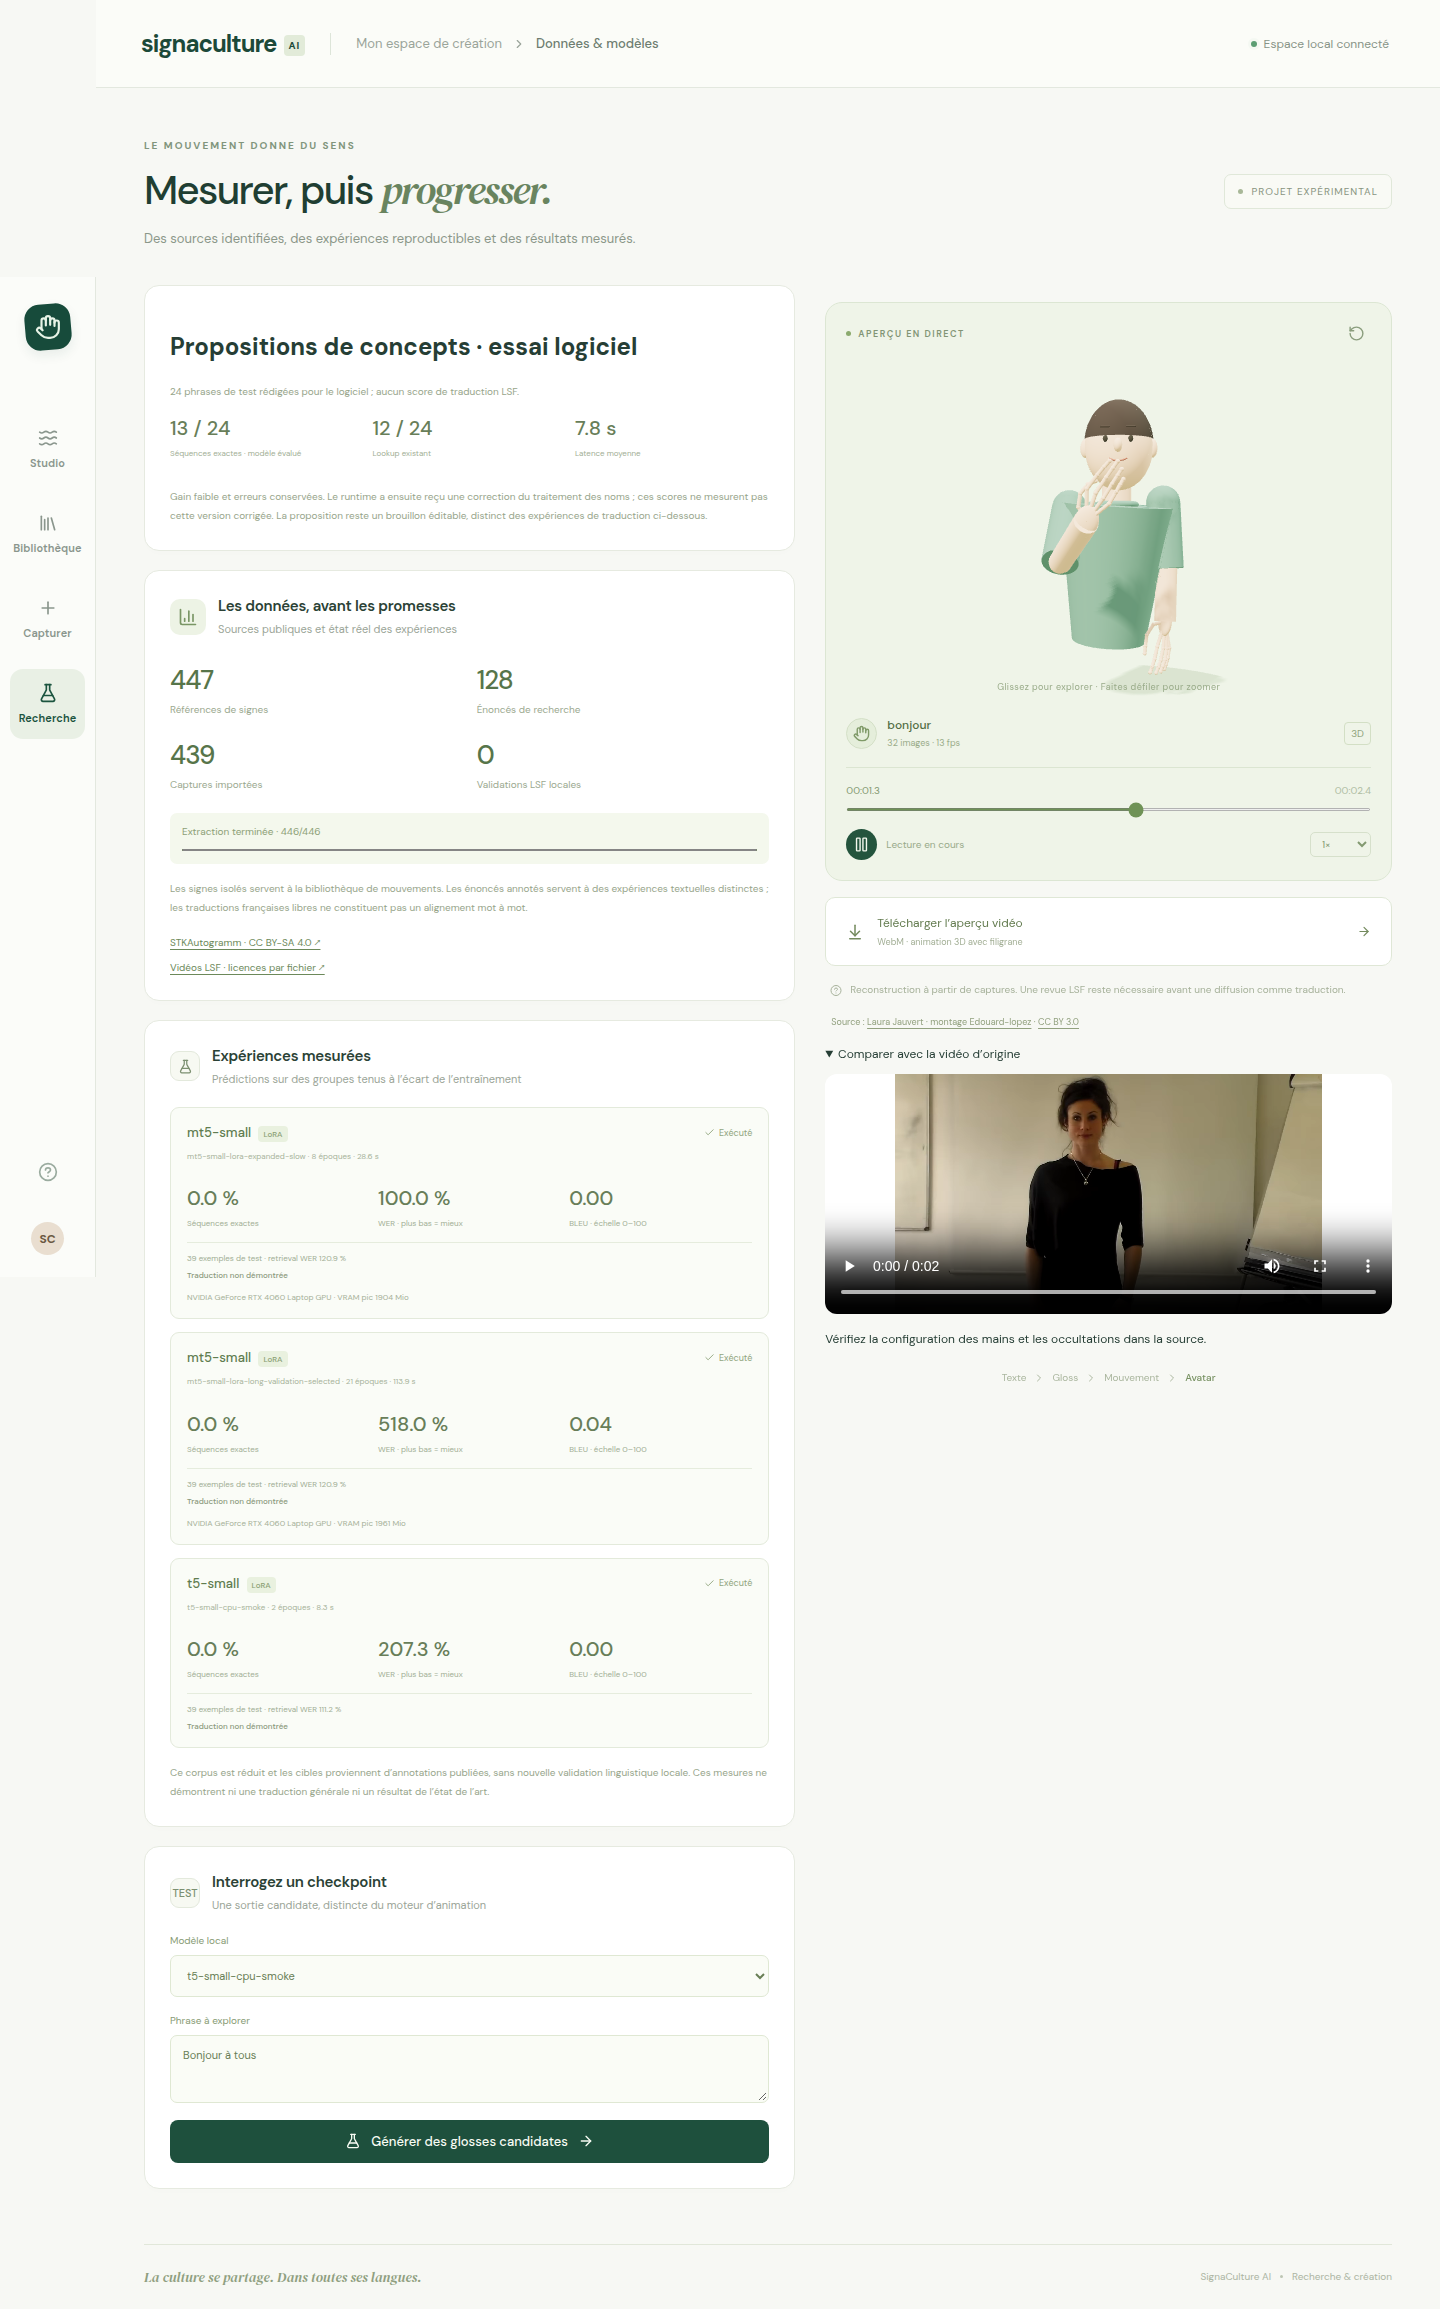 signaculture AI
Mon espace de création > Données & modèles
Espace local connecté
LE MOUVEMENT DONNE DU SENS
Mesurer, puis progresser.
PROJET EXPÉRIMENTAL
Des sources identifiées, des expériences reproductibles et des résultats mesurés.
Studio
Bibliothèque
Capturer
Recherche
SC
Propositions de concepts · essai logiciel
24 phrases de test rédigées pour le logiciel ; aucun score de traduction LSF.
13 / 24
Séquences exactes · modèle évalué
12 / 24
Lookup existant
7.8 s
Latence moyenne
Gain faible et erreurs conservées. Le runtime a ensuite reçu une correction du traitement des noms ; ces scores ne mesurent pas
cette version corrigée. La proposition reste un brouillon éditable, distinct des expériences de traduction ci-dessous.
Les données, avant les promesses
Sources publiques et état réel des expériences
447
Références de signes
128
Énoncés de recherche
439
Captures importées
0
Validations LSF locales
Extraction terminée · 446/446
Les signes isolés servent à la bibliothèque de mouvements. Les énoncés annotés servent à des expériences textuelles distinctes ;
les traductions françaises libres ne constituent pas un alignement mot à mot.
STKAutogramm · CC BY-SA 4.0 ↗
Vidéos LSF · licences par fichier ↗
Expériences mesurées
Prédictions sur des groupes tenus à l’écart de l’entraînement
mt5-small LoRA
Exécuté
mt5-small-lora-expanded-slow · 8 époques · 28.6 s
0.0 %
Séquences exactes
100.0 %
WER · plus bas = mieux
0.00
BLEU · échelle 0–100
39 exemples de test · retrieval WER 120.9 %
Traduction non démontrée
NVIDIA GeForce RTX 4060 Laptop GPU · VRAM pic 1904 Mio
mt5-small LoRA
Exécuté
mt5-small-lora-long-validation-selected · 21 époques · 113.9 s
0.0 %
Séquences exactes
518.0 %
WER · plus bas = mieux
0.04
BLEU · échelle 0–100
39 exemples de test · retrieval WER 120.9 %
Traduction non démontrée
NVIDIA GeForce RTX 4060 Laptop GPU · VRAM pic 1961 Mio
t5-small LoRA
Exécuté
t5-small-cpu-smoke · 2 époques · 8.3 s
0.0 %
Séquences exactes
207.3 %
WER · plus bas = mieux
0.00
BLEU · échelle 0–100
39 exemples de test · retrieval WER 111.2 %
Traduction non démontrée
Ce corpus est réduit et les cibles proviennent d’annotations publiées, sans nouvelle validation linguistique locale. Ces mesures ne
démontrent ni une traduction générale ni un résultat de l’état de l’art.
TEST
Interrogez un checkpoint
Une sortie candidate, distincte du moteur d’animation
Modèle local
t5-small-cpu-smoke
Phrase à explorer
Bonjour à tous
Générer des glosses candidates →
APERÇU EN DIRECT
Glissez pour explorer · Faites défiler pour zoomer
bonjour
32 images · 13 fps
3D
00:01.3
00:02.4
Lecture en cours
1×
Télécharger l’aperçu vidéo
WebM · animation 3D avec filigrane
Reconstruction à partir de captures. Une revue LSF reste nécessaire avant une diffusion comme traduction.
Source : Laura Jauvert · montage Edouard-lopez · CC BY 3.0
▼ Comparer avec la vidéo d’origine
0:00 / 0:02
Vérifiez la configuration des mains et les occultations dans la source.
Texte > Gloss > Mouvement > Avatar
La culture se partage. Dans toutes ses langues.
SignaCulture AI • Recherche & création